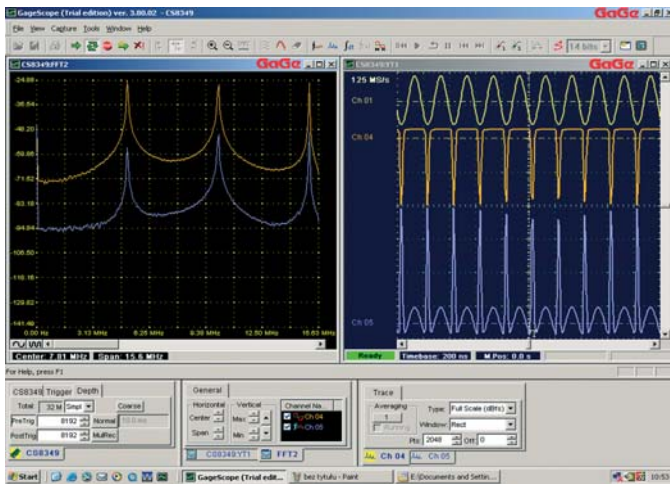 GageScope (Trial edition) ver. 3.80.02 - CS8349
GaGe
File View Capture Tools Window Help
14 bits
CS8349:FFT2
GaGe
-24.88
-36.54
-48.20
-59.86
-71.52
-83.18
-94.84
-106.50
-118.16
-129.82
-141.48
0.00 Hz 3.13 MHz 6.25 MHz 9.38 MHz 12.50 MHz 15.63 MHz
Center: 7.81 MHz Span: 15.6 MHz
CS8349:YT1
GaGe
125 MS/s
Ch 01
Ch 04
Ch 05
Ready Timebase: 200 ns M.Pos: 0.0 s
For Help, press F1
CS8349 Trigger Depth
Total: 32 M Smpl Coarse
PreTrig 8192 Normal
PostTrig 8192 MulRec
CS8349
General
Horizontal Vertical Channel Na...
Center Max Ch 04
Span Min Ch 05
CS8349:YT1 FFT2
Trace
Averaging Type: Full Scale (dBfs)
1
Running Window: Rect
Pts: 2048 Off: 0
Ch 04 Ch 05
Start GageScope (Trial edit... bez tytułu - Paint E:\Documents and Settin... 10:53